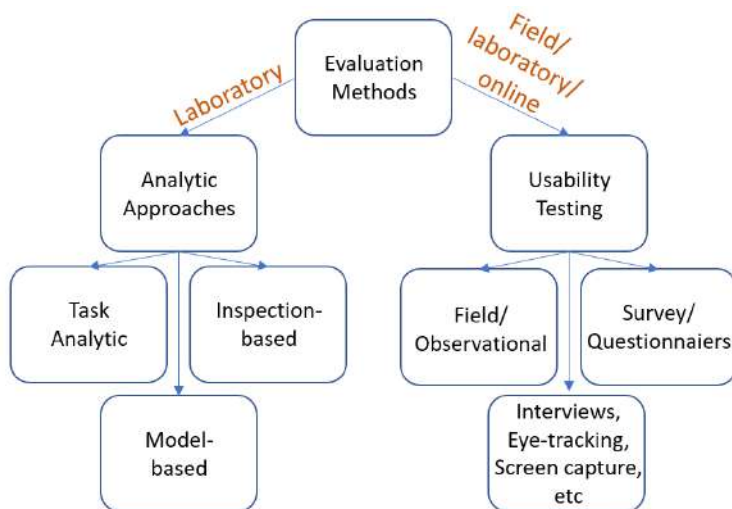 Evaluation
Methods
Laboratory
Field/
laboratory/
online
Analytic
Approaches
Usability
Testing
Task
Analytic
Inspection-
based
Field/
Observational
Survey/
Questionnaiers
Model-
based
Interviews,
Eye-tracking,
Screen capture,
etc